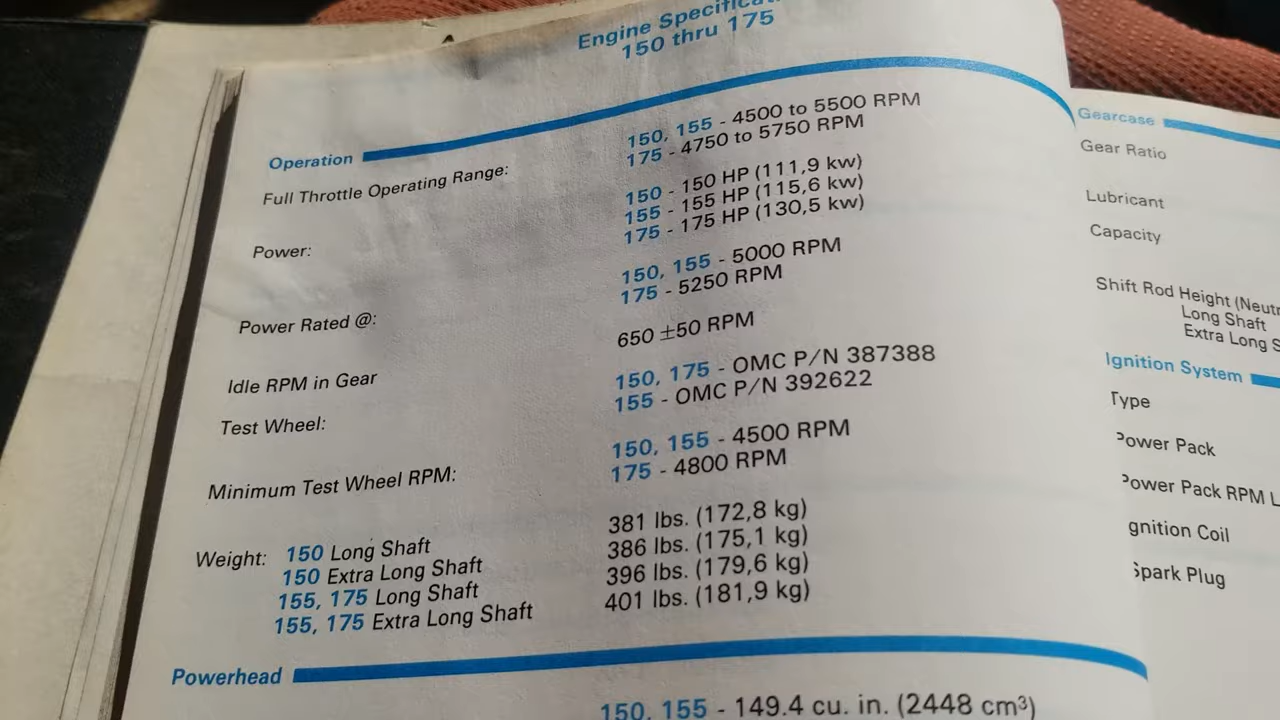 Engine
150 thru 175
Operation
Full Throttle Operating Range:
150, 155 - 4500 to 5500 RPM
175 - 4750 to 5750 RPM
Power:
150 - 150 HP (111,9 kw)
155 - 155 HP (115,6 kw)
175 - 175 HP (130,5 kw)
Power Rated @:
150, 155 - 5000 RPM
175 - 5250 RPM
Idle RPM in Gear
650 ±50 RPM
Test Wheel:
150, 175 - OMC P/N 387388
155 - OMC P/N 392622
Minimum Test Wheel RPM:
150, 155 - 4500 RPM
175 - 4800 RPM
Weight: 150 Long Shaft 381 lbs. (172,8 kg)
150 Extra Long Shaft 386 lbs. (175,1 kg)
155, 175 Long Shaft 396 lbs. (179,6 kg)
155, 175 Extra Long Shaft 401 lbs. (181,9 kg)
Powerhead
150, 155 - 149.4 cu. in. (2448 cm³)
Gearcase
Gear Ratio
Lubricant
Capacity
Shift Rod Height
Long Shaft
Extra Long
Ignition System
Type
Power Pack
Power Pack RPM
Ignition Coil
Spark Plug